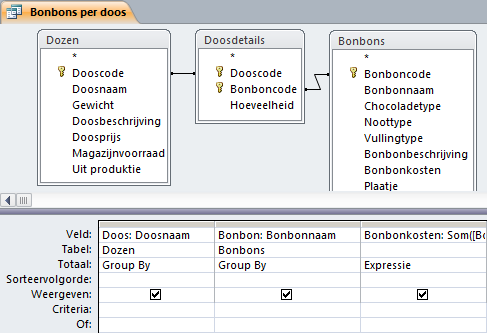 Bonbons per doos
Dozen
*
Dooscode
Doosnaam
Gewicht
Doosbeschrijving
Doosprijs
Magazijnvoorraad
Uit produktie
Doosdetails
*
Dooscode
Bonboncode
Hoeveelheid
Bonbons
*
Bonboncode
Bonbonnaam
Chocoladetype
Noottype
Vullingtype
Bonbonbeschrijving
Bonbonkosten
Plaatje
Veld: Doos: Doosnaam Bonbon: Bonbonnaam Bonbonkosten: Som([Bo
Tabel: Dozen Bonbons
Totaal: Group By Group By Expressie
Sorteervolgorde:
Weergeven:
Criteria:
Of: